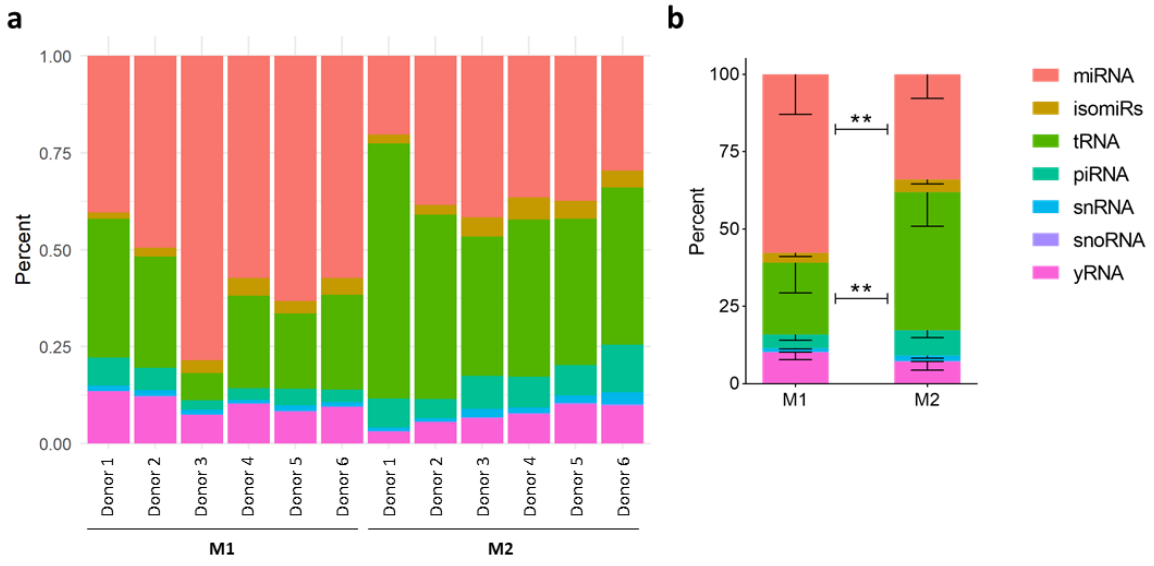 a
Percent
1.00
0.75
0.50
0.25
0.00
Donor 1
Donor 2
Donor 3
Donor 4
Donor 5
Donor 6
Donor 1
Donor 2
Donor 3
Donor 4
Donor 5
Donor 6
M1
M2
b
Percent
100
75
50
25
0
**
**
M1
M2
miRNA
isomiRs
tRNA
piRNA
snRNA
snoRNA
yRNA